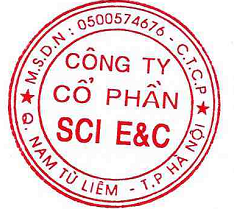 M.S.D.N: 0500574676 - C.T.C.P
CÔNG TY
CỔ PHẦN
SCI E&C
Q. NAM TỪ LIÊM - T.P HÀ NỘI